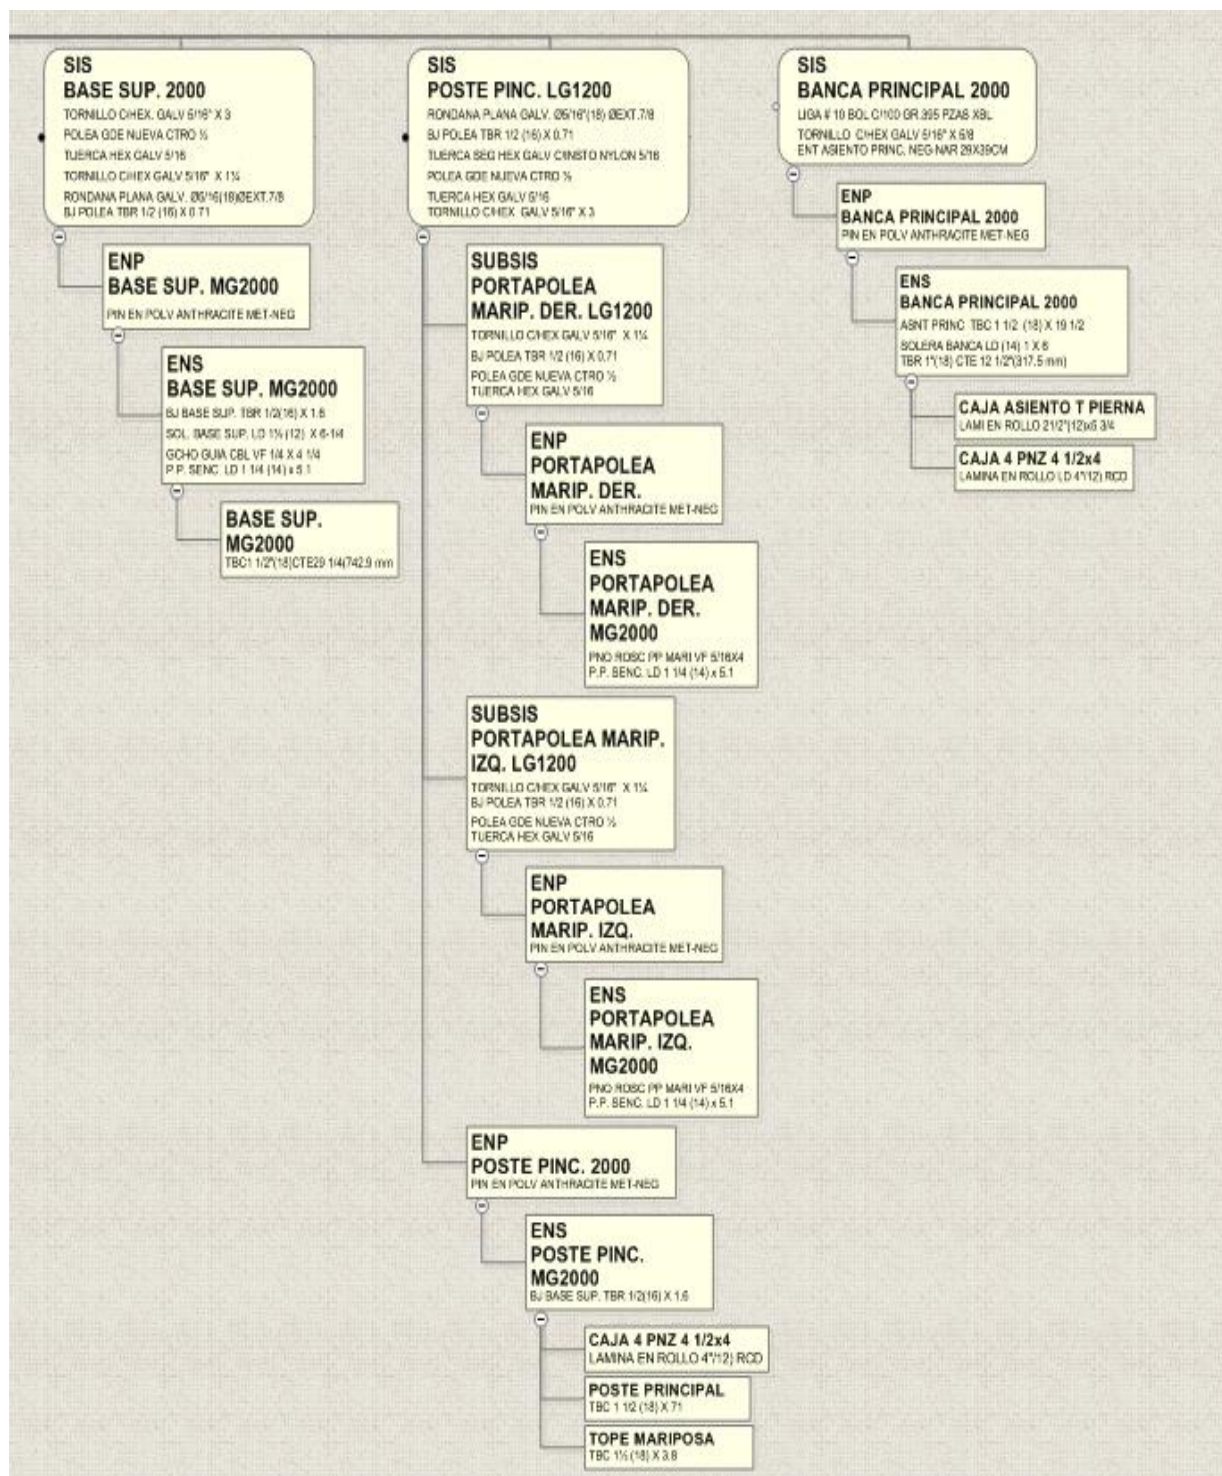 SIS
BASE SUP. 2000
TORNILLO C/HEX. GALV 5/16" X 3
POLEA GDE NUEVA CTRO ½
TUERCA HEX GALV 5/16
TORNILLO C/HEX GALV 5/16" X 1¼
RONDANA PLANA GALV. Ø5/16(18)ØEXT.7/8
BJ POLEA TBR 1/2 (16) X 0.71
ENP
BASE SUP. MG2000
PIN EN POLV ANTHRACITE MET-NEG
ENS
BASE SUP. MG2000
BJ BASE SUP. TBR 1/2(16) X 1.6
SOL. BASE SUP. LD 1½ (12) X 6-1/4
GCHO GUIA CBL VF 1/4 X 4 1/4
P.P. SENC. LD 1 1/4 (14) x 5.1
BASE SUP.
MG2000
TBC1 1/2"(18)CTE29 1/4(742.9 mm
SIS
POSTE PINC. LG1200
RONDANA PLANA GALV. Ø5/16"(18) ØEXT.7/8
BJ POLEA TBR 1/2 (16) X 0.71
TUERCA SEG HEX GALV C/INSTO NYLON 5/16
POLEA GDE NUEVA CTRO ½
TUERCA HEX GALV 5/16
TORNILLO C/HEX GALV 5/16" X 3
SUBSIS
PORTAPOLEA
MARIP. DER. LG1200
TORNILLO C/HEX GALV 5/16" X 1¼
BJ POLEA TBR 1/2 (16) X 0.71
POLEA GDE NUEVA CTRO ½
TUERCA HEX GALV 5/16
ENP
PORTAPOLEA
MARIP. DER.
PIN EN POLV ANTHRACITE MET-NEG
ENS
PORTAPOLEA
MARIP. DER.
MG2000
PNO ROSC PP MARI VF 5/16X4
P.P. SENC. LD 1 1/4 (14) x 5.1
SUBSIS
PORTAPOLEA MARIP.
IZQ. LG1200
TORNILLO C/HEX GALV 5/16" X 1¼
BJ POLEA TBR 1/2 (16) X 0.71
POLEA GDE NUEVA CTRO ½
TUERCA HEX GALV 5/16
ENP
PORTAPOLEA
MARIP. IZQ.
PIN EN POLV ANTHRACITE MET-NEG
ENS
PORTAPOLEA
MARIP. IZQ.
MG2000
PNO ROSC PP MARI VF 5/16X4
P.P. SENC. LD 1 1/4 (14) x 5.1
ENP
POSTE PINC. 2000
PIN EN POLV ANTHRACITE MET-NEG
ENS
POSTE PINC.
MG2000
BJ BASE SUP. TBR 1/2(16) X 1.6
CAJA 4 PNZ 4 1/2x4
LAMINA EN ROLLO 4"/12) RCD
POSTE PRINCIPAL
TBC 1 1/2 (18) X 71
TOPE MARIPOSA
TBC 1½ (18) X 3.8
SIS
BANCA PRINCIPAL 2000
LIGA # 10 BOL C/100 GR.395 PZAS XBL
TORNILLO C/HEX GALV 5/16" X 5/8
ENT ASIENTO PRINC. NEG-NAR 29X39CM
ENP
BANCA PRINCIPAL 2000
PIN EN POLV ANTHRACITE MET-NEG
ENS
BANCA PRINCIPAL 2000
ASNT PRINC TBC 1 1/2 (18) X 19 1/2
SOLERA BANCA LD (14) 1 X 6
TBR 1"(18) CTE 12 1/2"(317.5 mm)
CAJA ASIENTO T PIERNA
LAMI EN ROLLO 21/2"(12)x5 3/4
CAJA 4 PNZ 4 1/2x4
LAMINA EN ROLLO LD 4"/12) RCD